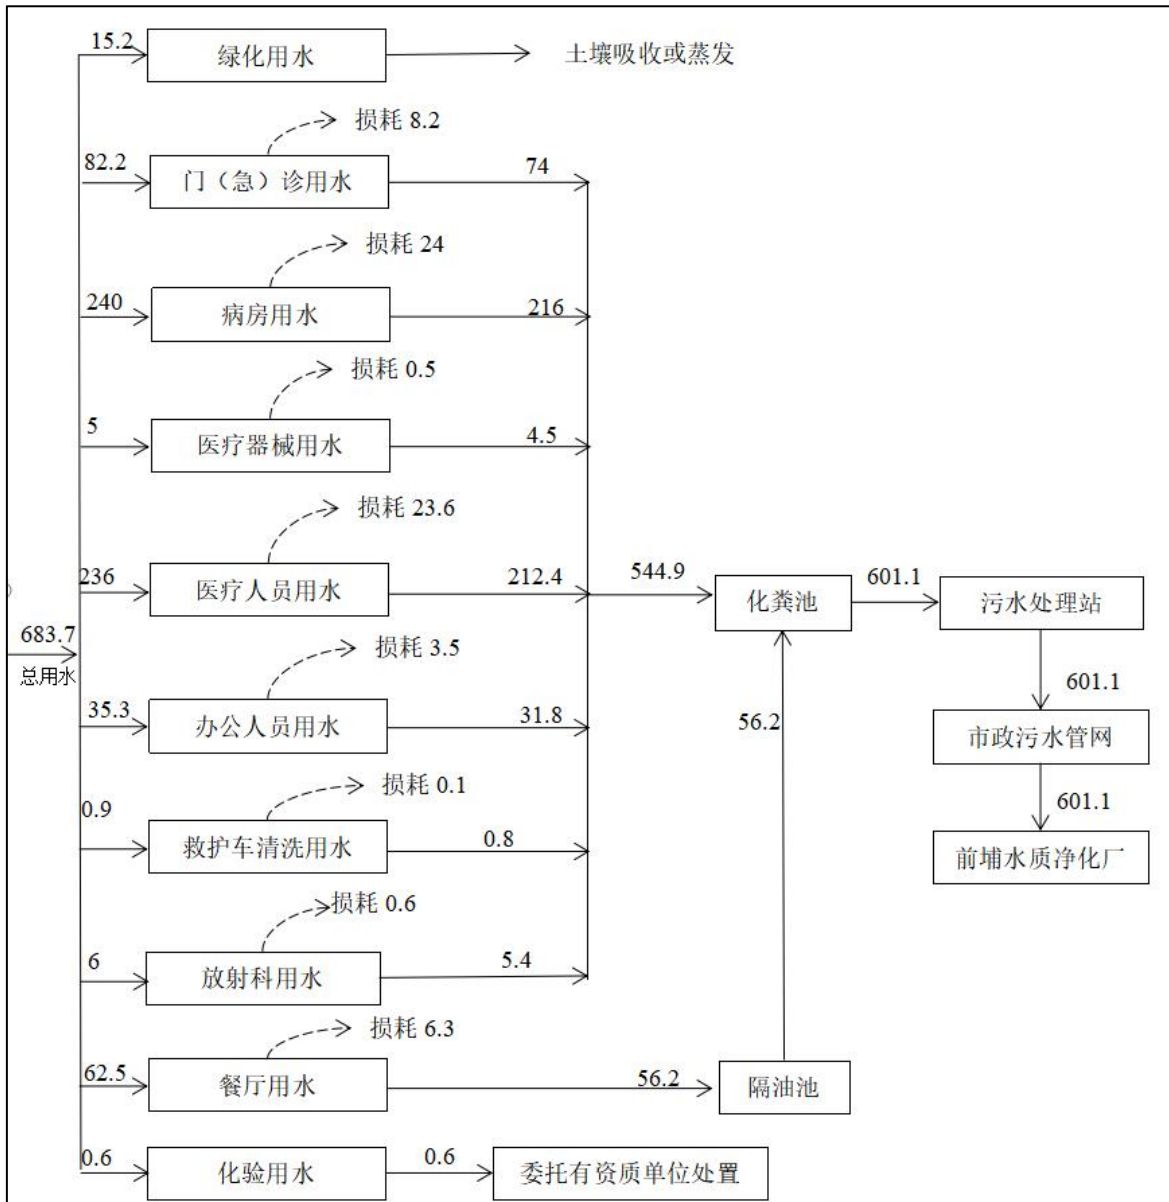 15.2
绿化用水
土壤吸收或蒸发
损耗 8.2
82.2
门（急）诊用水
74
损耗 24
240
病房用水
216
损耗 0.5
5
医疗器械用水
4.5
损耗 23.6
236
医疗人员用水
212.4
544.9
化粪池
601.1
污水处理站
683.7
总用水
损耗 3.5
35.3
办公人员用水
31.8
56.2
601.1
市政污水管网
损耗 0.1
0.9
救护车清洗用水
0.8
601.1
前埔水质净化厂
损耗 0.6
6
放射科用水
5.4
损耗 6.3
62.5
餐厅用水
56.2
隔油池
0.6
化验用水
0.6
委托有资质单位处置